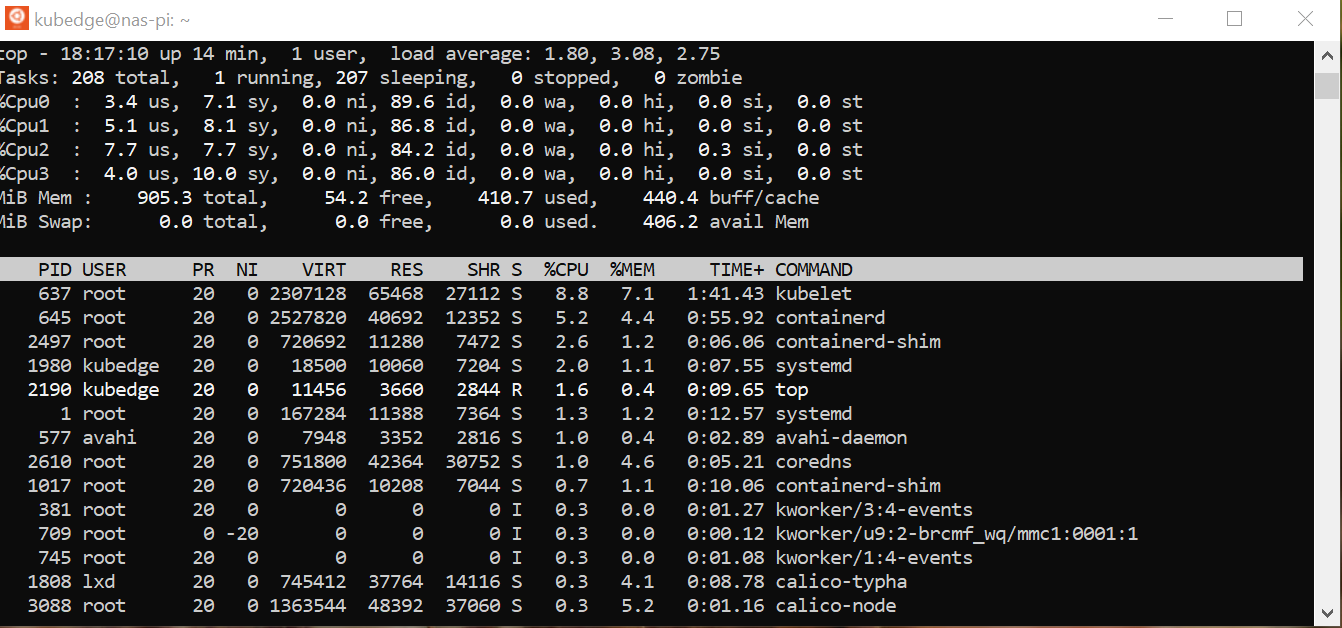 kubedge@nas-pi: ~
top - 18:17:10 up 14 min,  1 user,  load average: 1.80, 3.08, 2.75
Tasks: 208 total,   1 running, 207 sleeping,   0 stopped,   0 zombie
%Cpu0  :  3.4 us,  7.1 sy,  0.0 ni, 89.6 id,  0.0 wa,  0.0 hi,  0.0 si,  0.0 st
%Cpu1  :  5.1 us,  8.1 sy,  0.0 ni, 86.8 id,  0.0 wa,  0.0 hi,  0.0 si,  0.0 st
%Cpu2  :  7.7 us,  7.7 sy,  0.0 ni, 84.2 id,  0.0 wa,  0.0 hi,  0.3 si,  0.0 st
%Cpu3  :  4.0 us, 10.0 sy,  0.0 ni, 86.0 id,  0.0 wa,  0.0 hi,  0.0 si,  0.0 st
MiB Mem :    905.3 total,     54.2 free,    410.7 used,    440.4 buff/cache
MiB Swap:      0.0 total,      0.0 free,      0.0 used.    406.2 avail Mem
PID USER      PR  NI    VIRT    RES    SHR S  %CPU  %MEM     TIME+ COMMAND
637 root      20   0 2307128  65468  27112 S   8.8   7.1   1:41.43 kubelet
645 root      20   0 2527820  40692  12352 S   5.2   4.4   0:55.92 containerd
2497 root      20   0  720692  11280   7472 S   2.6   1.2   0:06.06 containerd-shim
1980 kubedge   20   0   18500  10060   7204 S   2.0   1.1   0:07.55 systemd
2190 kubedge   20   0   11456   3660   2844 R   1.6   0.4   0:09.65 top
1 root      20   0  167284  11388   7364 S   1.3   1.2   0:12.57 systemd
577 avahi     20   0    7948   3352   2816 S   1.0   0.4   0:02.89 avahi-daemon
2610 root      20   0  751800  42364  30752 S   1.0   4.6   0:05.21 coredns
1017 root      20   0  720436  10208   7044 S   0.7   1.1   0:10.06 containerd-shim
381 root      20   0       0      0      0 I   0.3   0.0   0:01.27 kworker/3:4-events
709 root       0 -20       0      0      0 I   0.3   0.0   0:00.12 kworker/u9:2-brcmf_wq/mmc1:0001:1
745 root      20   0       0      0      0 I   0.3   0.0   0:01.08 kworker/1:4-events
1808 lxd       20   0  745412  37764  14116 S   0.3   4.1   0:08.78 calico-typha
3088 root      20   0 1363544  48392  37060 S   0.3   5.2   0:01.16 calico-node